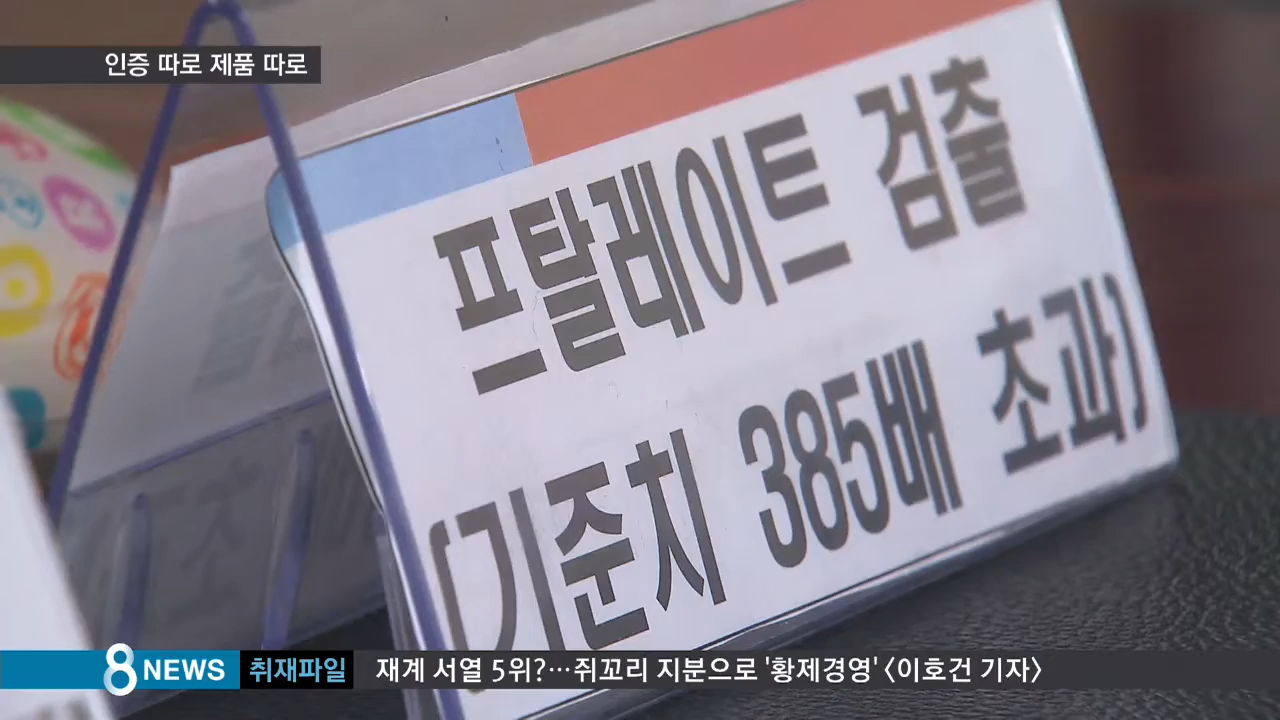 인증 따로 제품 따로
프탈레이트 검출
(기준치 385배 초과)
8 NEWS 취재파일 재계 서열 5위?...쥐꼬리 지분으로 '황제경영' <이호건 기자>